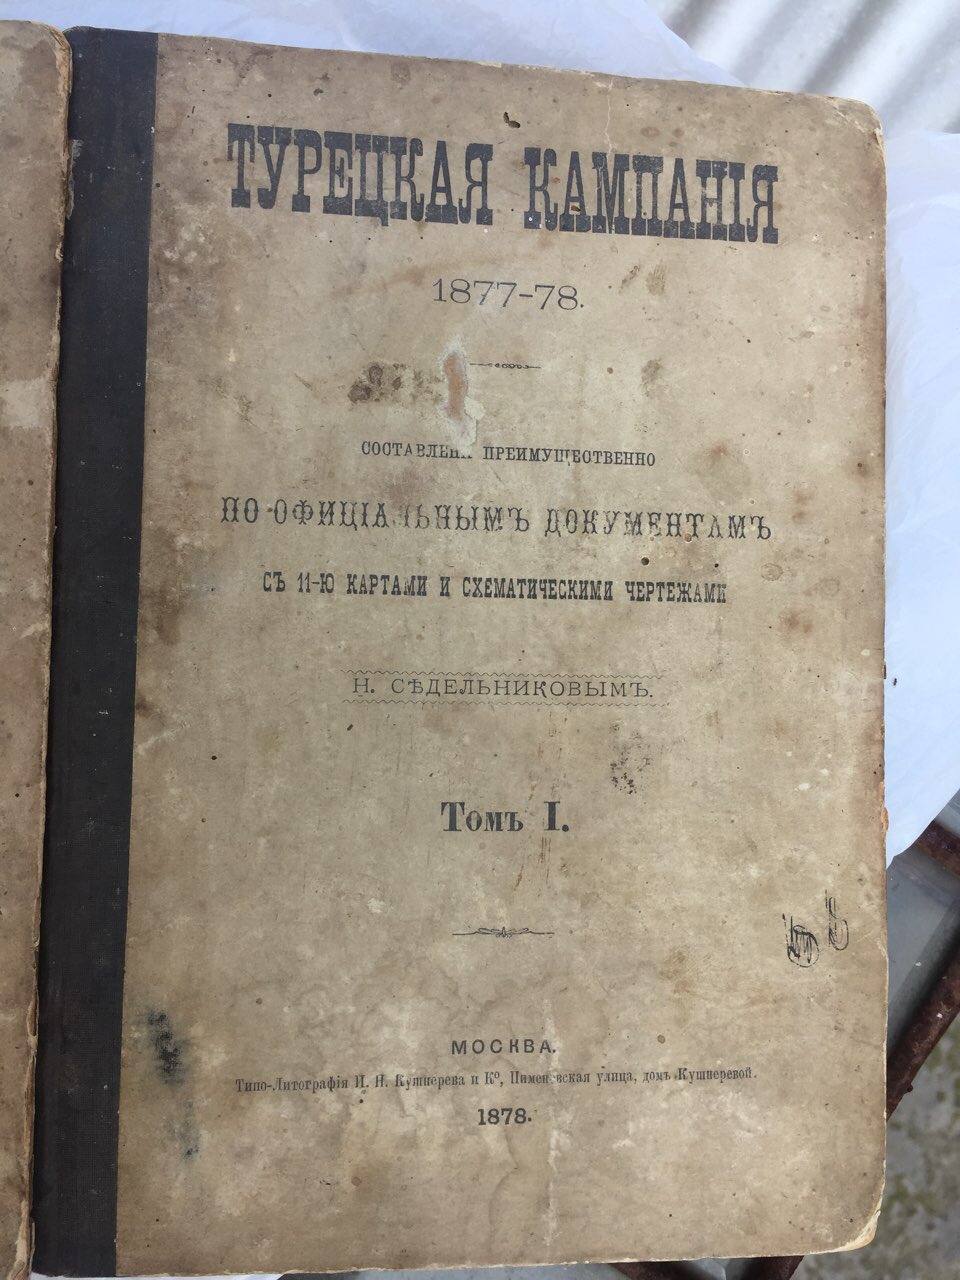 ТУРЕЦКАЯ КАМПАНІЯ
1877-78.
СОСТАВЛЕНА ПРЕИМУЩЕСТВЕННО
ПО ОФИЦІАЛЬНЫМЪ ДОКУМЕНТАМЪ
СЪ 11-Ю КАРТАМИ И СХЕМАТИЧЕСКИМИ ЧЕРТЕЖАМИ
Н. СѢДЕЛЬНИКОВЫМЪ.
Томъ I.
МОСКВА.
Типо-Литографія И. Н. Кушнерева и Кº, Пименовская улица, домъ Кушнеревой.
1878.